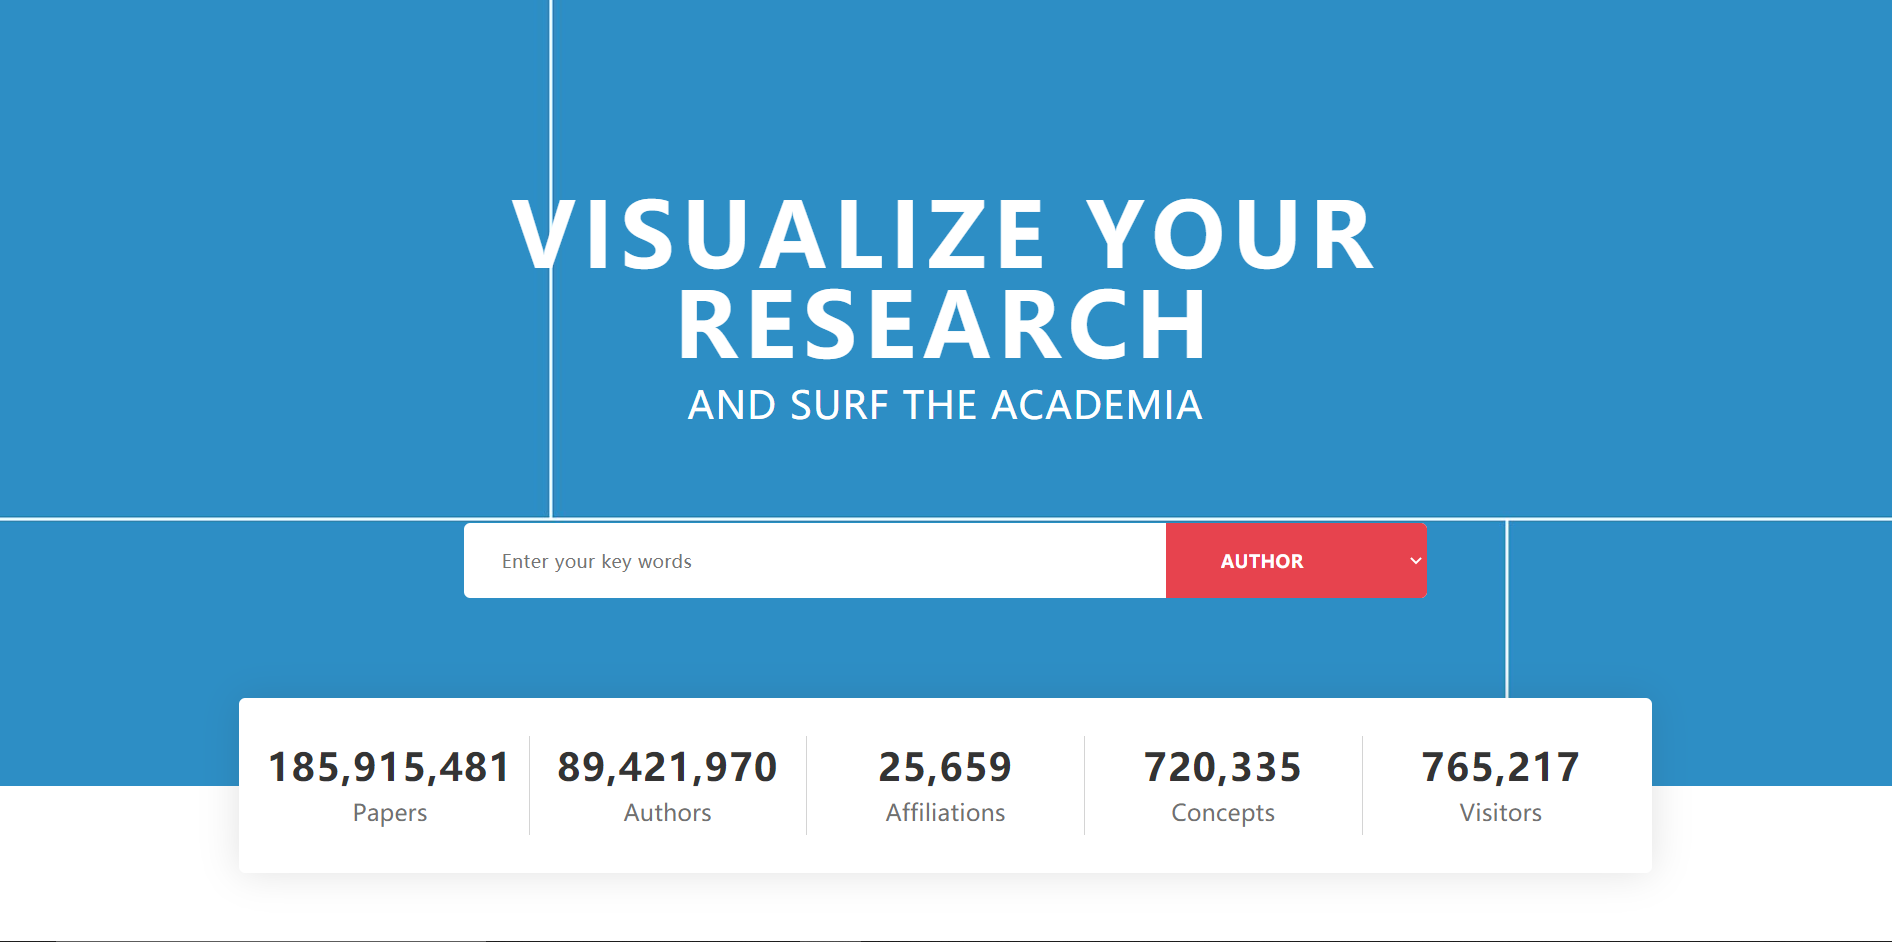 VISUALIZE YOUR
RESEARCH
AND SURF THE ACADEMIA
Enter your key words
AUTHOR
185,915,481
Papers
89,421,970
Authors
25,659
Affiliations
720,335
Concepts
765,217
Visitors